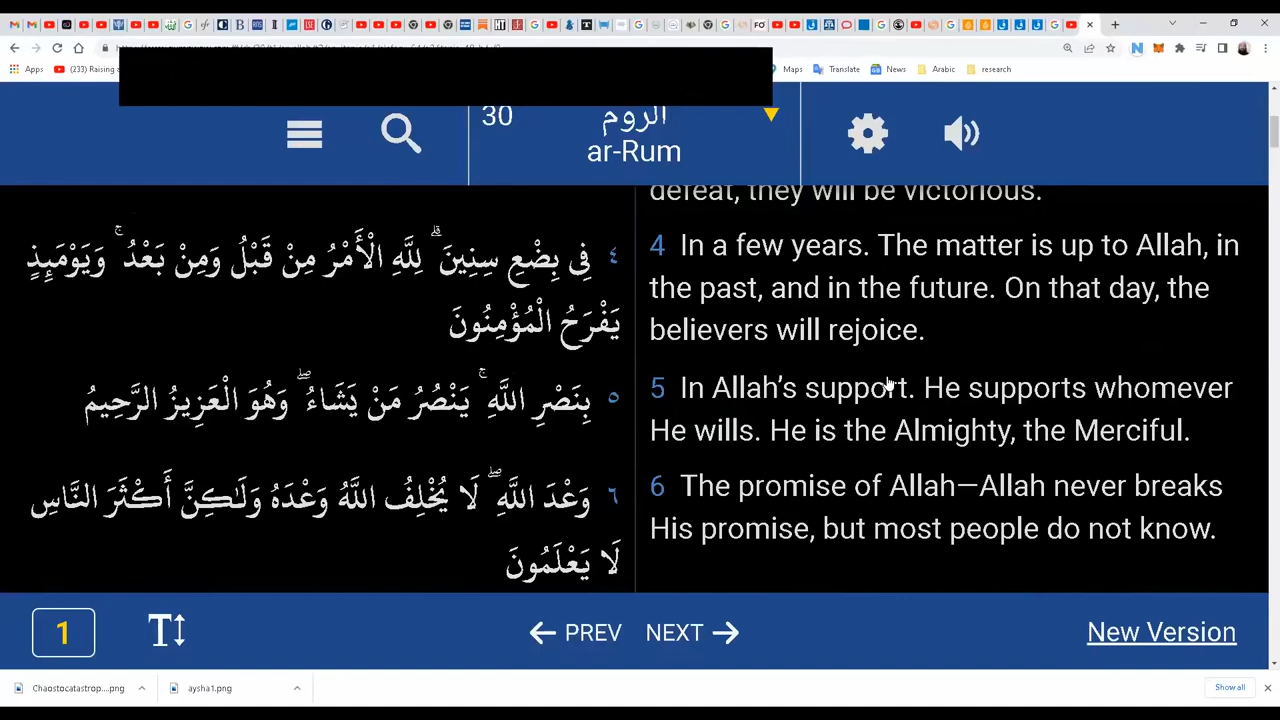 Apps
(233) Raising s
Maps
Translate
News
Arabic
research
30
الروم
ar-Rum
defeat, they will be victorious.
٤ فِى بِضْعِ سِنِينَ ۗ لِلَّهِ الْأَمْرُ مِنْ قَبْلُ وَمِنْ بَعْدُ ۚ وَيَوْمَئِذٍ
يَفْرَحُ الْمُؤْمِنُونَ
4 In a few years. The matter is up to Allah, in
the past, and in the future. On that day, the
believers will rejoice.
٥ بِنَصْرِ اللَّهِ ۚ يَنْصُرُ مَنْ يَشَاءُ ۖ وَهُوَ الْعَزِيزُ الرَّحِيمُ
5 In Allah's support. He supports whomever
He wills. He is the Almighty, the Merciful.
٦ وَعْدَ اللَّهِ ۖ لَا يُخْلِفُ اللَّهُ وَعْدَهُ وَلَٰكِنَّ أَكْثَرَ النَّاسِ
لَا يَعْلَمُونَ
6 The promise of Allah—Allah never breaks
His promise, but most people do not know.
1
T
PREV
NEXT
New Version
Chaostocatastrop....png
aysha1.png
Show all